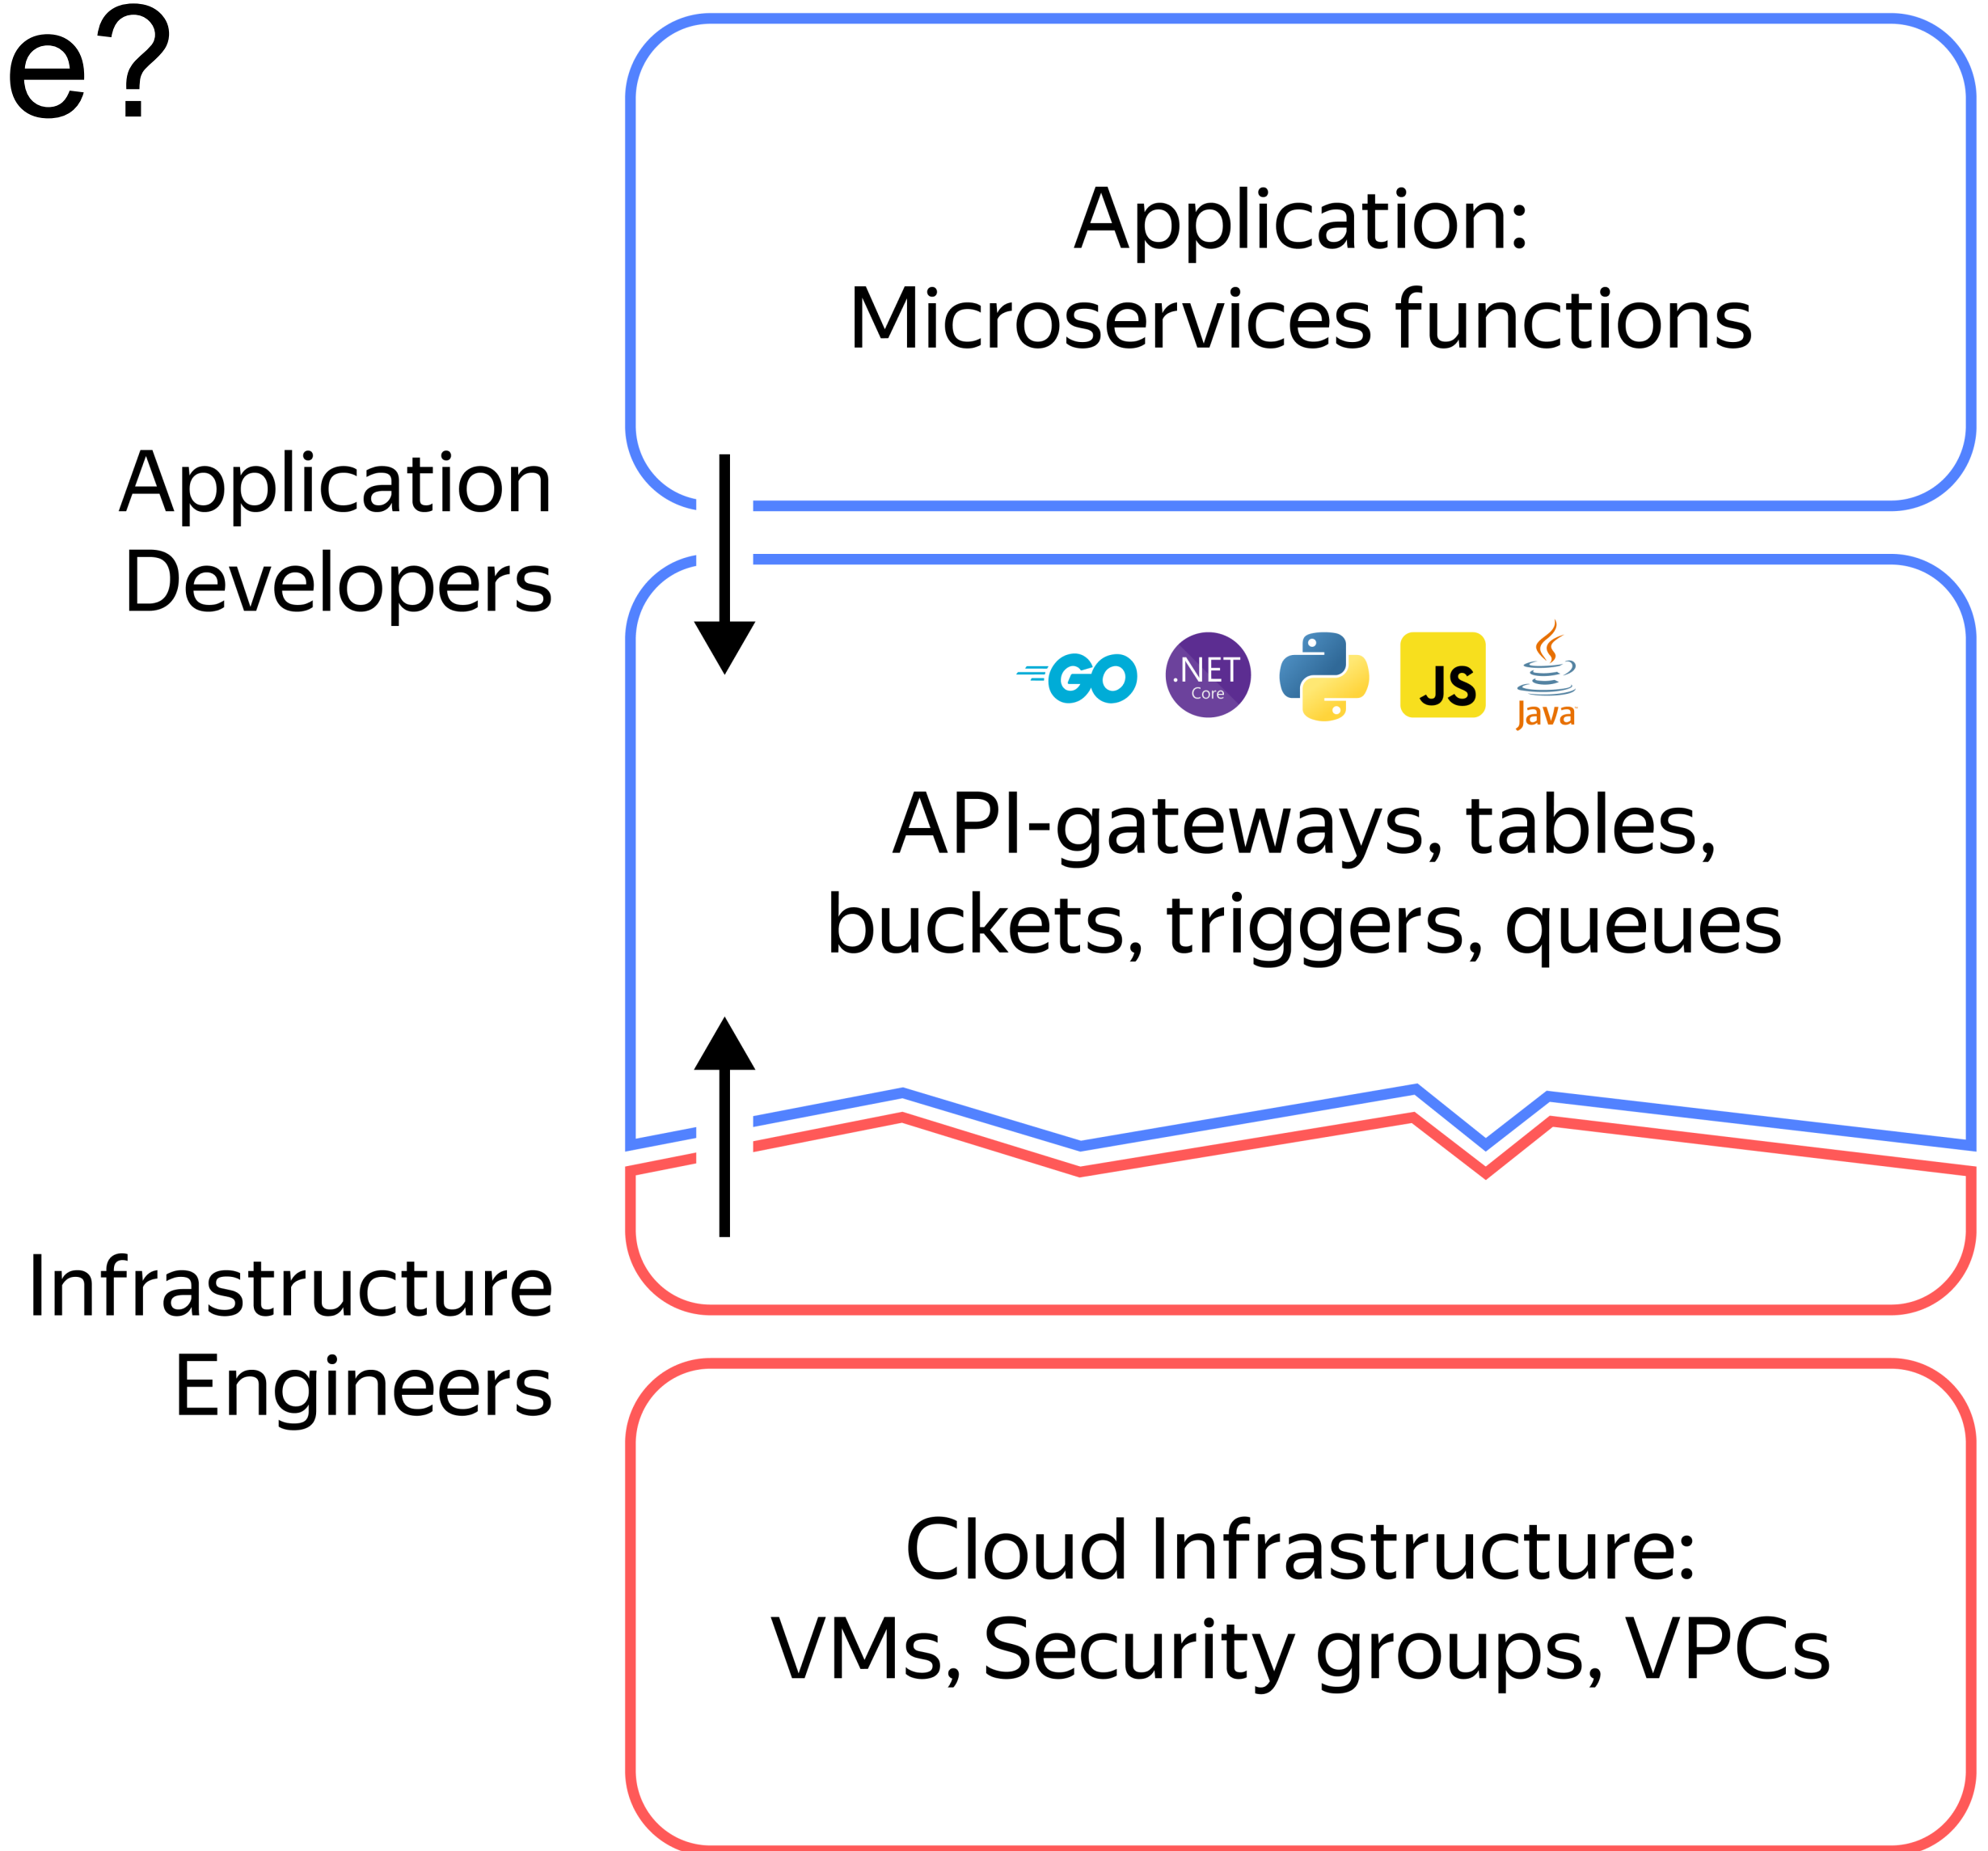 e?
Application:
Microservices functions
Application
Developers
GO
.NET
Core
JS
Java
API-gateways, tables,
buckets, triggers, queues
Infrastructure
Engineers
Cloud Infrastructure:
VMs, Security groups, VPCs